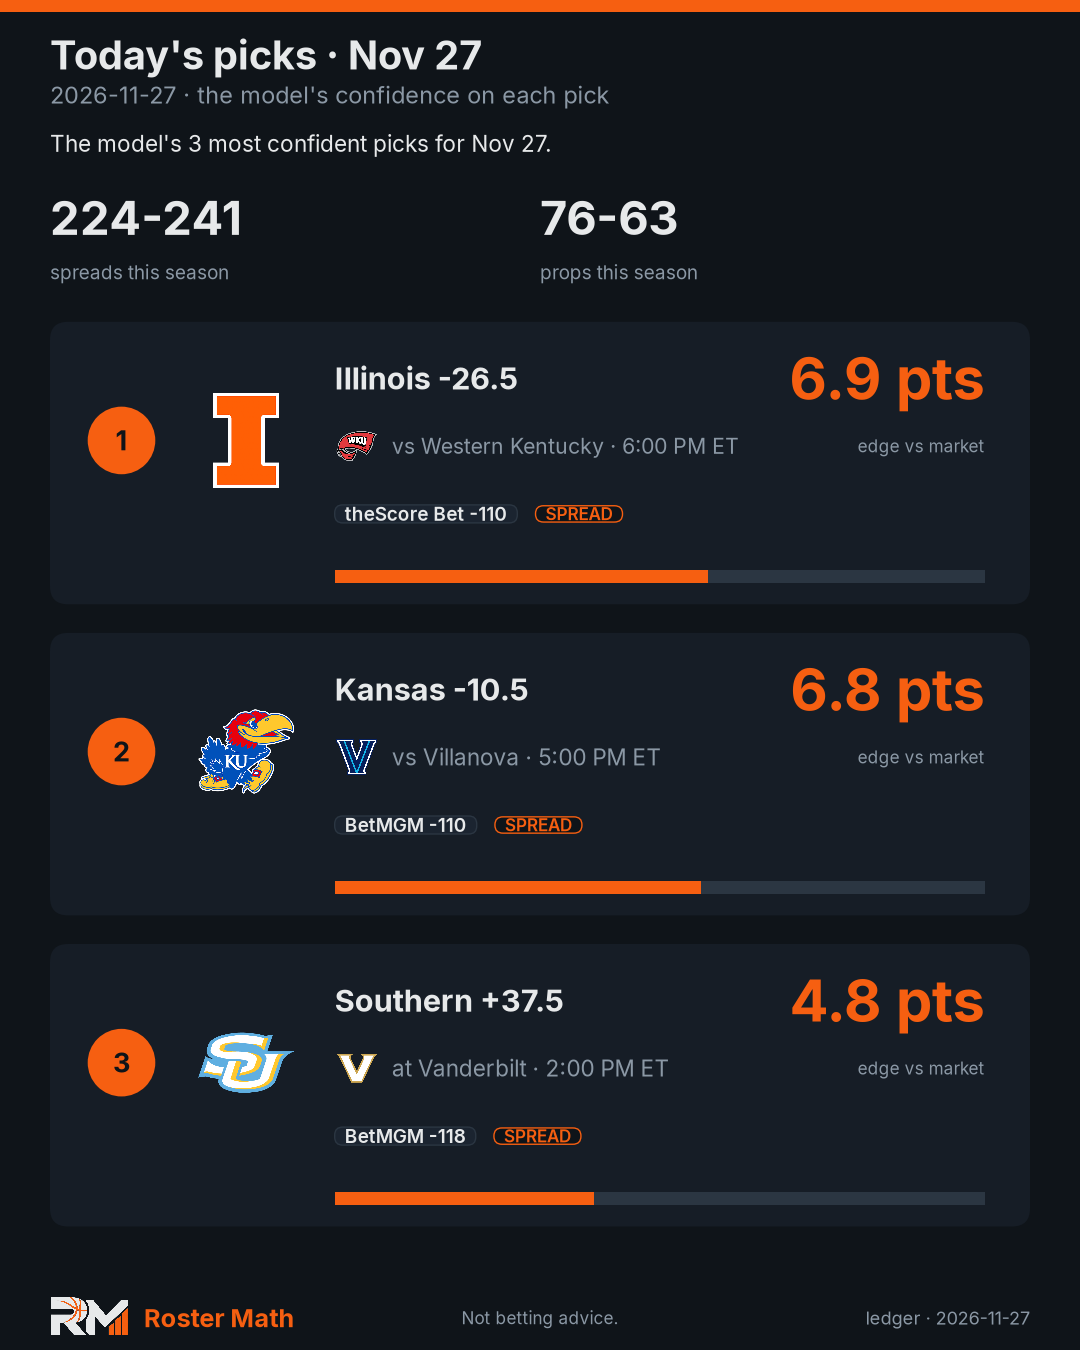 Today's picks · Nov 27
2026-11-27 · the model's confidence on each pick
The model's 3 most confident picks for Nov 27.
224-241
76-63
spreads this season
props this season
Illinois -26.5
6.9 pts
1
I
WKU
vs Western Kentucky · 6:00 PM ET
edge vs market
theScore Bet -110
SPREAD
Kansas -10.5
6.8 pts
2
KU
V
vs Villanova · 5:00 PM ET
edge vs market
BetMGM -110
SPREAD
Southern +37.5
4.8 pts
3
SU
V
at Vanderbilt · 2:00 PM ET
edge vs market
BetMGM -118
SPREAD
RM
Roster Math
Not betting advice.
ledger · 2026-11-27